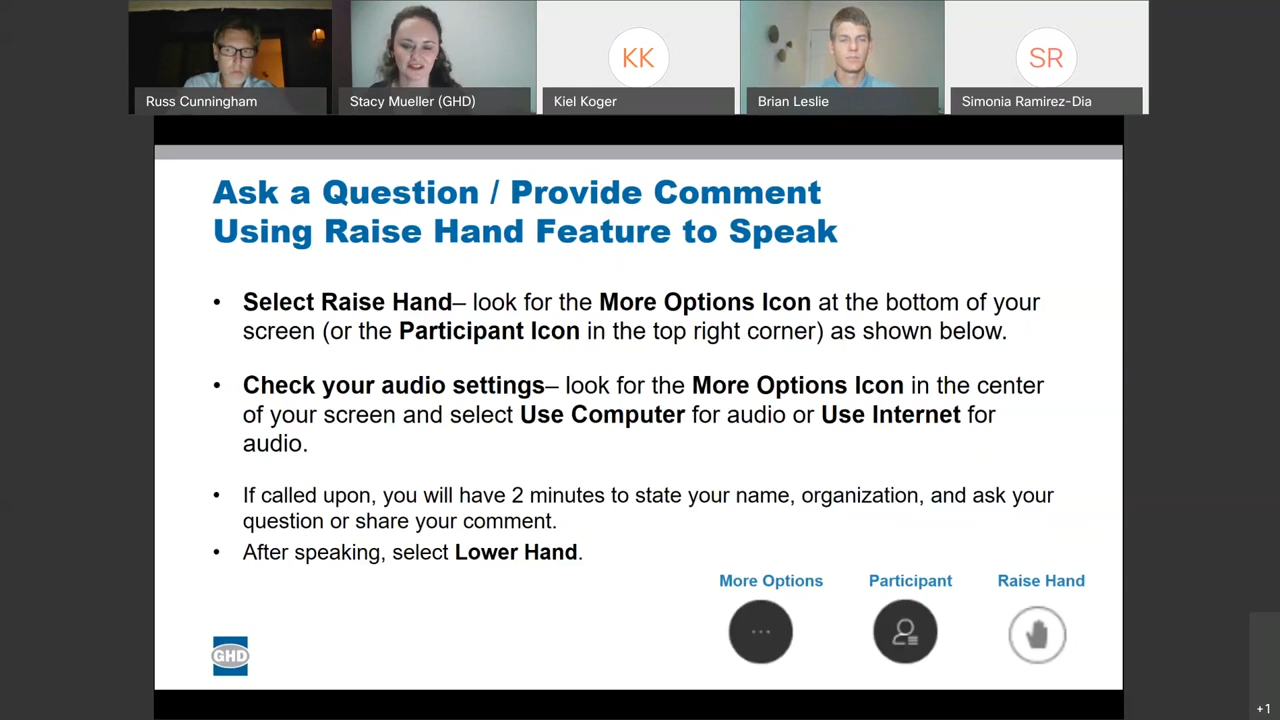 KK
SR
Russ Cunningham
Stacy Mueller (GHD)
Kiel Koger
Brian Leslie
Simonia Ramirez-Dia
Ask a Question / Provide Comment
Using Raise Hand Feature to Speak
• Select Raise Hand– look for the More Options Icon at the bottom of your
screen (or the Participant Icon in the top right corner) as shown below.
• Check your audio settings– look for the More Options Icon in the center
of your screen and select Use Computer for audio or Use Internet for
audio.
• If called upon, you will have 2 minutes to state your name, organization, and ask your
question or share your comment.
• After speaking, select Lower Hand.
More Options
Participant
Raise Hand
GHD
+1